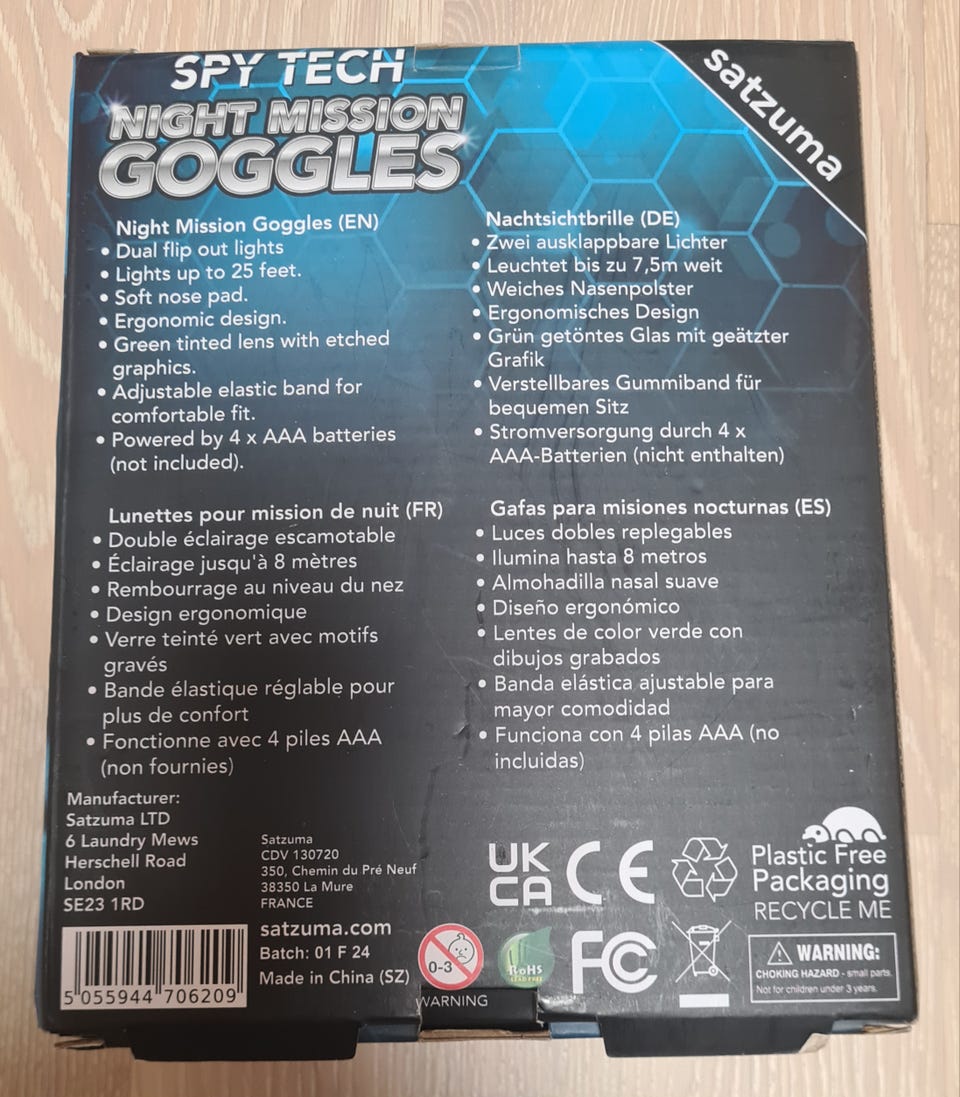 SPY TECH
NIGHT MISSION
GOGGLES
satzuma
Night Mission Goggles (EN)
• Dual flip out lights
• Lights up to 25 feet.
• Soft nose pad.
• Ergonomic design.
• Green tinted lens with etched
graphics.
• Adjustable elastic band for
comfortable fit.
• Powered by 4 x AAA batteries
(not included).
Nachtsichtbrille (DE)
• Zwei ausklappbare Lichter
• Leuchtet bis zu 7,5m weit
• Weiches Nasenpolster
• Ergonomisches Design
• Grün getöntes Glas mit geätzter
Grafik
• Verstellbares Gummiband für
bequemen Sitz
• Stromversorgung durch 4 x
AAA-Batterien (nicht enthalten)
Lunettes pour mission de nuit (FR)
• Double éclairage escamotable
• Éclairage jusqu'à 8 mètres
• Rembourrage au niveau du nez
• Design ergonomique
• Verre teinté vert avec motifs
gravés
• Bande élastique réglable pour
plus de confort
• Fonctionne avec 4 piles AAA
(non fournies)
Gafas para misiones nocturnas (ES)
• Luces dobles replegables
• Ilumina hasta 8 metros
• Almohadilla nasal suave
• Diseño ergonómico
• Lentes de color verde con
dibujos grabados
• Banda elástica ajustable para
mayor comodidad
• Funciona con 4 pilas AAA (no
incluidas)
Manufacturer:
Satzuma LTD
6 Laundry Mews
Herschell Road
London
SE23 1RD
Satzuma
CDV 130720
350, Chemin du Pré Neuf
38350 La Mure
FRANCE
satzuma.com
Batch: 01 F 24
Made in China (SZ)
5 055944 706209
0-3
WARNING
RoHS
LEAD FREE
UK
CA
CE
FC
Plastic Free
Packaging
RECYCLE ME
WARNING:
CHOKING HAZARD - small parts.
Not for children under 3 years.